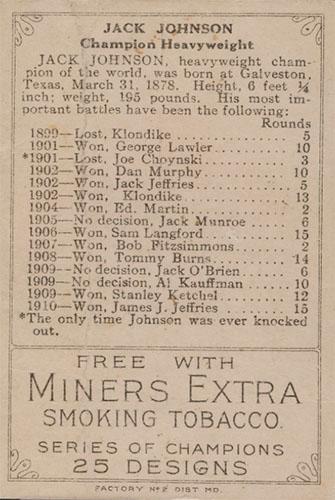 JACK JOHNSON
Champion Heavyweight
JACK JOHNSON, heavyweight cham-
pion of the world, was born at Galveston,
Texas, March 31, 1878. Height, 6 feet ¼
inch; weight, 195 pounds. His most im-
portant battles have been the following:
Rounds
1899—Lost, Klondike ........ 5
1901—Won, George Lawler ........ 10
*1901—Lost, Joe Choynski ........ 3
1902—Won, Dan Murphy ........ 10
1902—Won, Jack Jeffries ........ 5
1902—Won, Klondike ........ 13
1904—Won, Ed. Martin ........ 2
1905—No decision, Jack Munroe ........ 6
1906—Won, Sam Langford ........ 15
1907—Won, Bob Fitzsimmons ........ 2
1908—Won, Tommy Burns ........ 14
1909—No decision, Jack O'Brien ........ 6
1909—No decision, Al Kauffman ........ 10
1909—Won, Stanley Ketchel ........ 12
1910—Won, James J. Jeffries ........ 15
*The only time Johnson was ever knocked
out.
FREE WITH
MINERS EXTRA
SMOKING TOBACCO.
SERIES OF CHAMPIONS
25 DESIGNS
FACTORY Nº 2 DIST. MD.